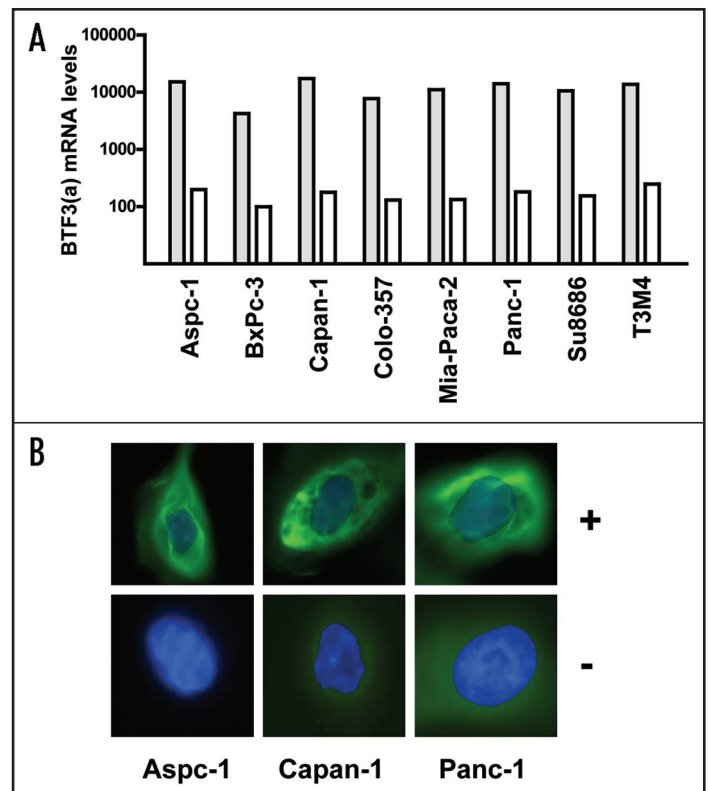 A
BTF3(a) mRNA levels
100000
10000
1000
100
Aspc-1
BxPc-3
Capan-1
Colo-357
Mia-Paca-2
Panc-1
Su8686
T3M4
B
+
-
Aspc-1 Capan-1 Panc-1